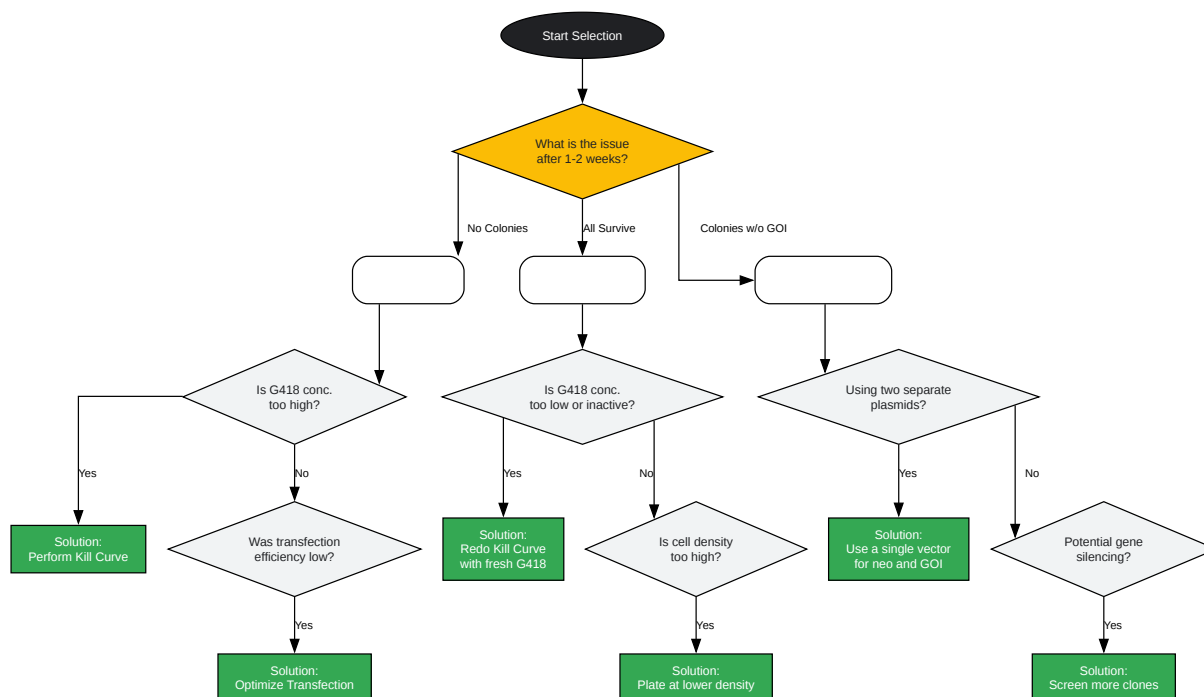 Start Selection
What is the issue
after 1-2 weeks?
No Colonies
All Survive
Colonies w/o GOI
Is G418 conc.
too high?
Is G418 conc.
too low or inactive?
Using two separate
plasmids?
Yes
No
Yes
No
Yes
No
Solution:
Perform Kill Curve
Was transfection
efficiency low?
Solution:
Redo Kill Curve
with fresh G418
Is cell density
too high?
Solution:
Use a single vector
for neo and GOI
Potential gene
silencing?
Yes
Yes
Yes
Solution:
Optimize Transfection
Solution:
Plate at lower density
Solution:
Screen more clones